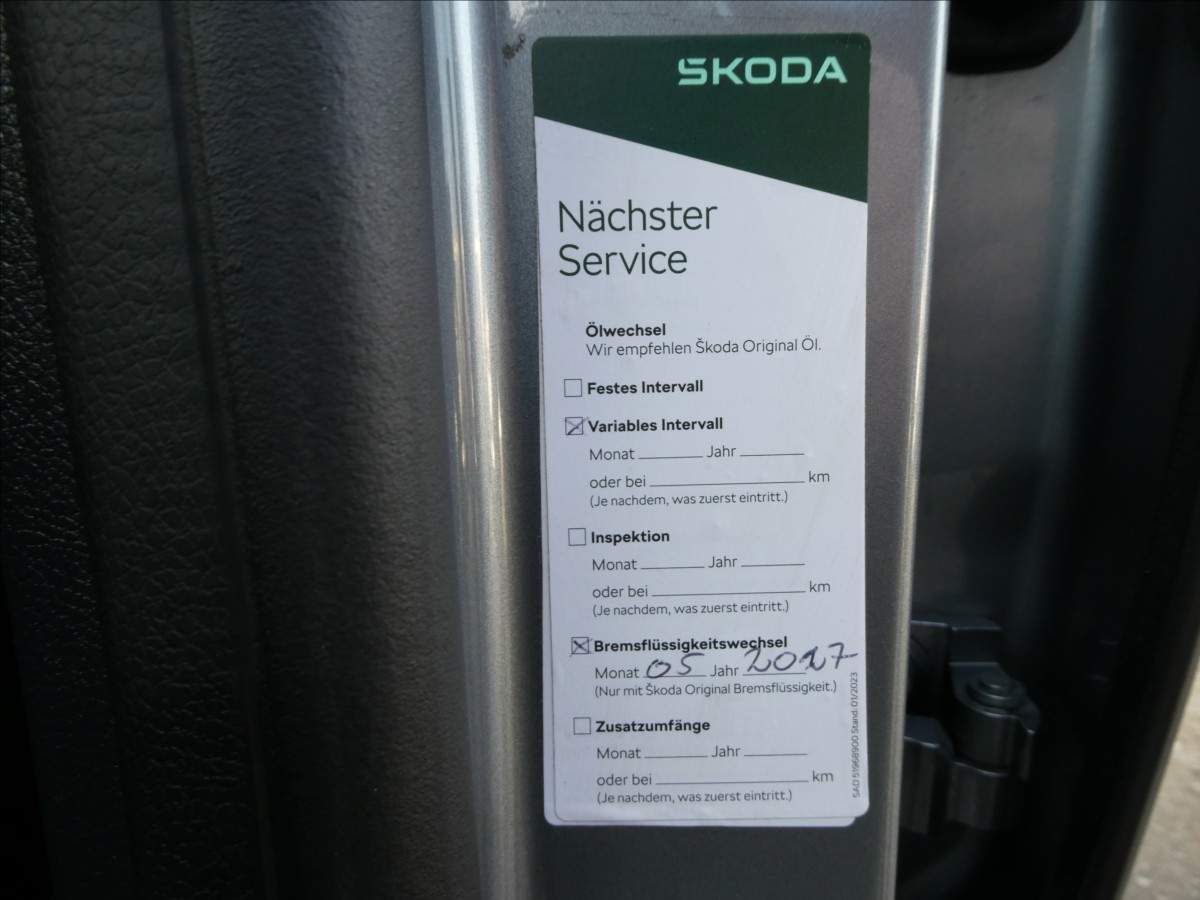 ŠKODA
Nächster
Service
Ölwechsel
Wir empfehlen Škoda Original Öl.
Festes Intervall
Variables Intervall
Monat Jahr
oder bei km
(Je nachdem, was zuerst eintritt.)
Inspektion
Monat Jahr
oder bei km
(Je nachdem, was zuerst eintritt.)
Bremsflüssigkeitswechsel
Monat 05 Jahr 2027
(Nur mit Škoda Original Bremsflüssigkeit.)
Zusatzumfänge
Monat Jahr
oder bei km
(Je nachdem, was zuerst eintritt.)
SAD 51968900 Stand: 01/2023